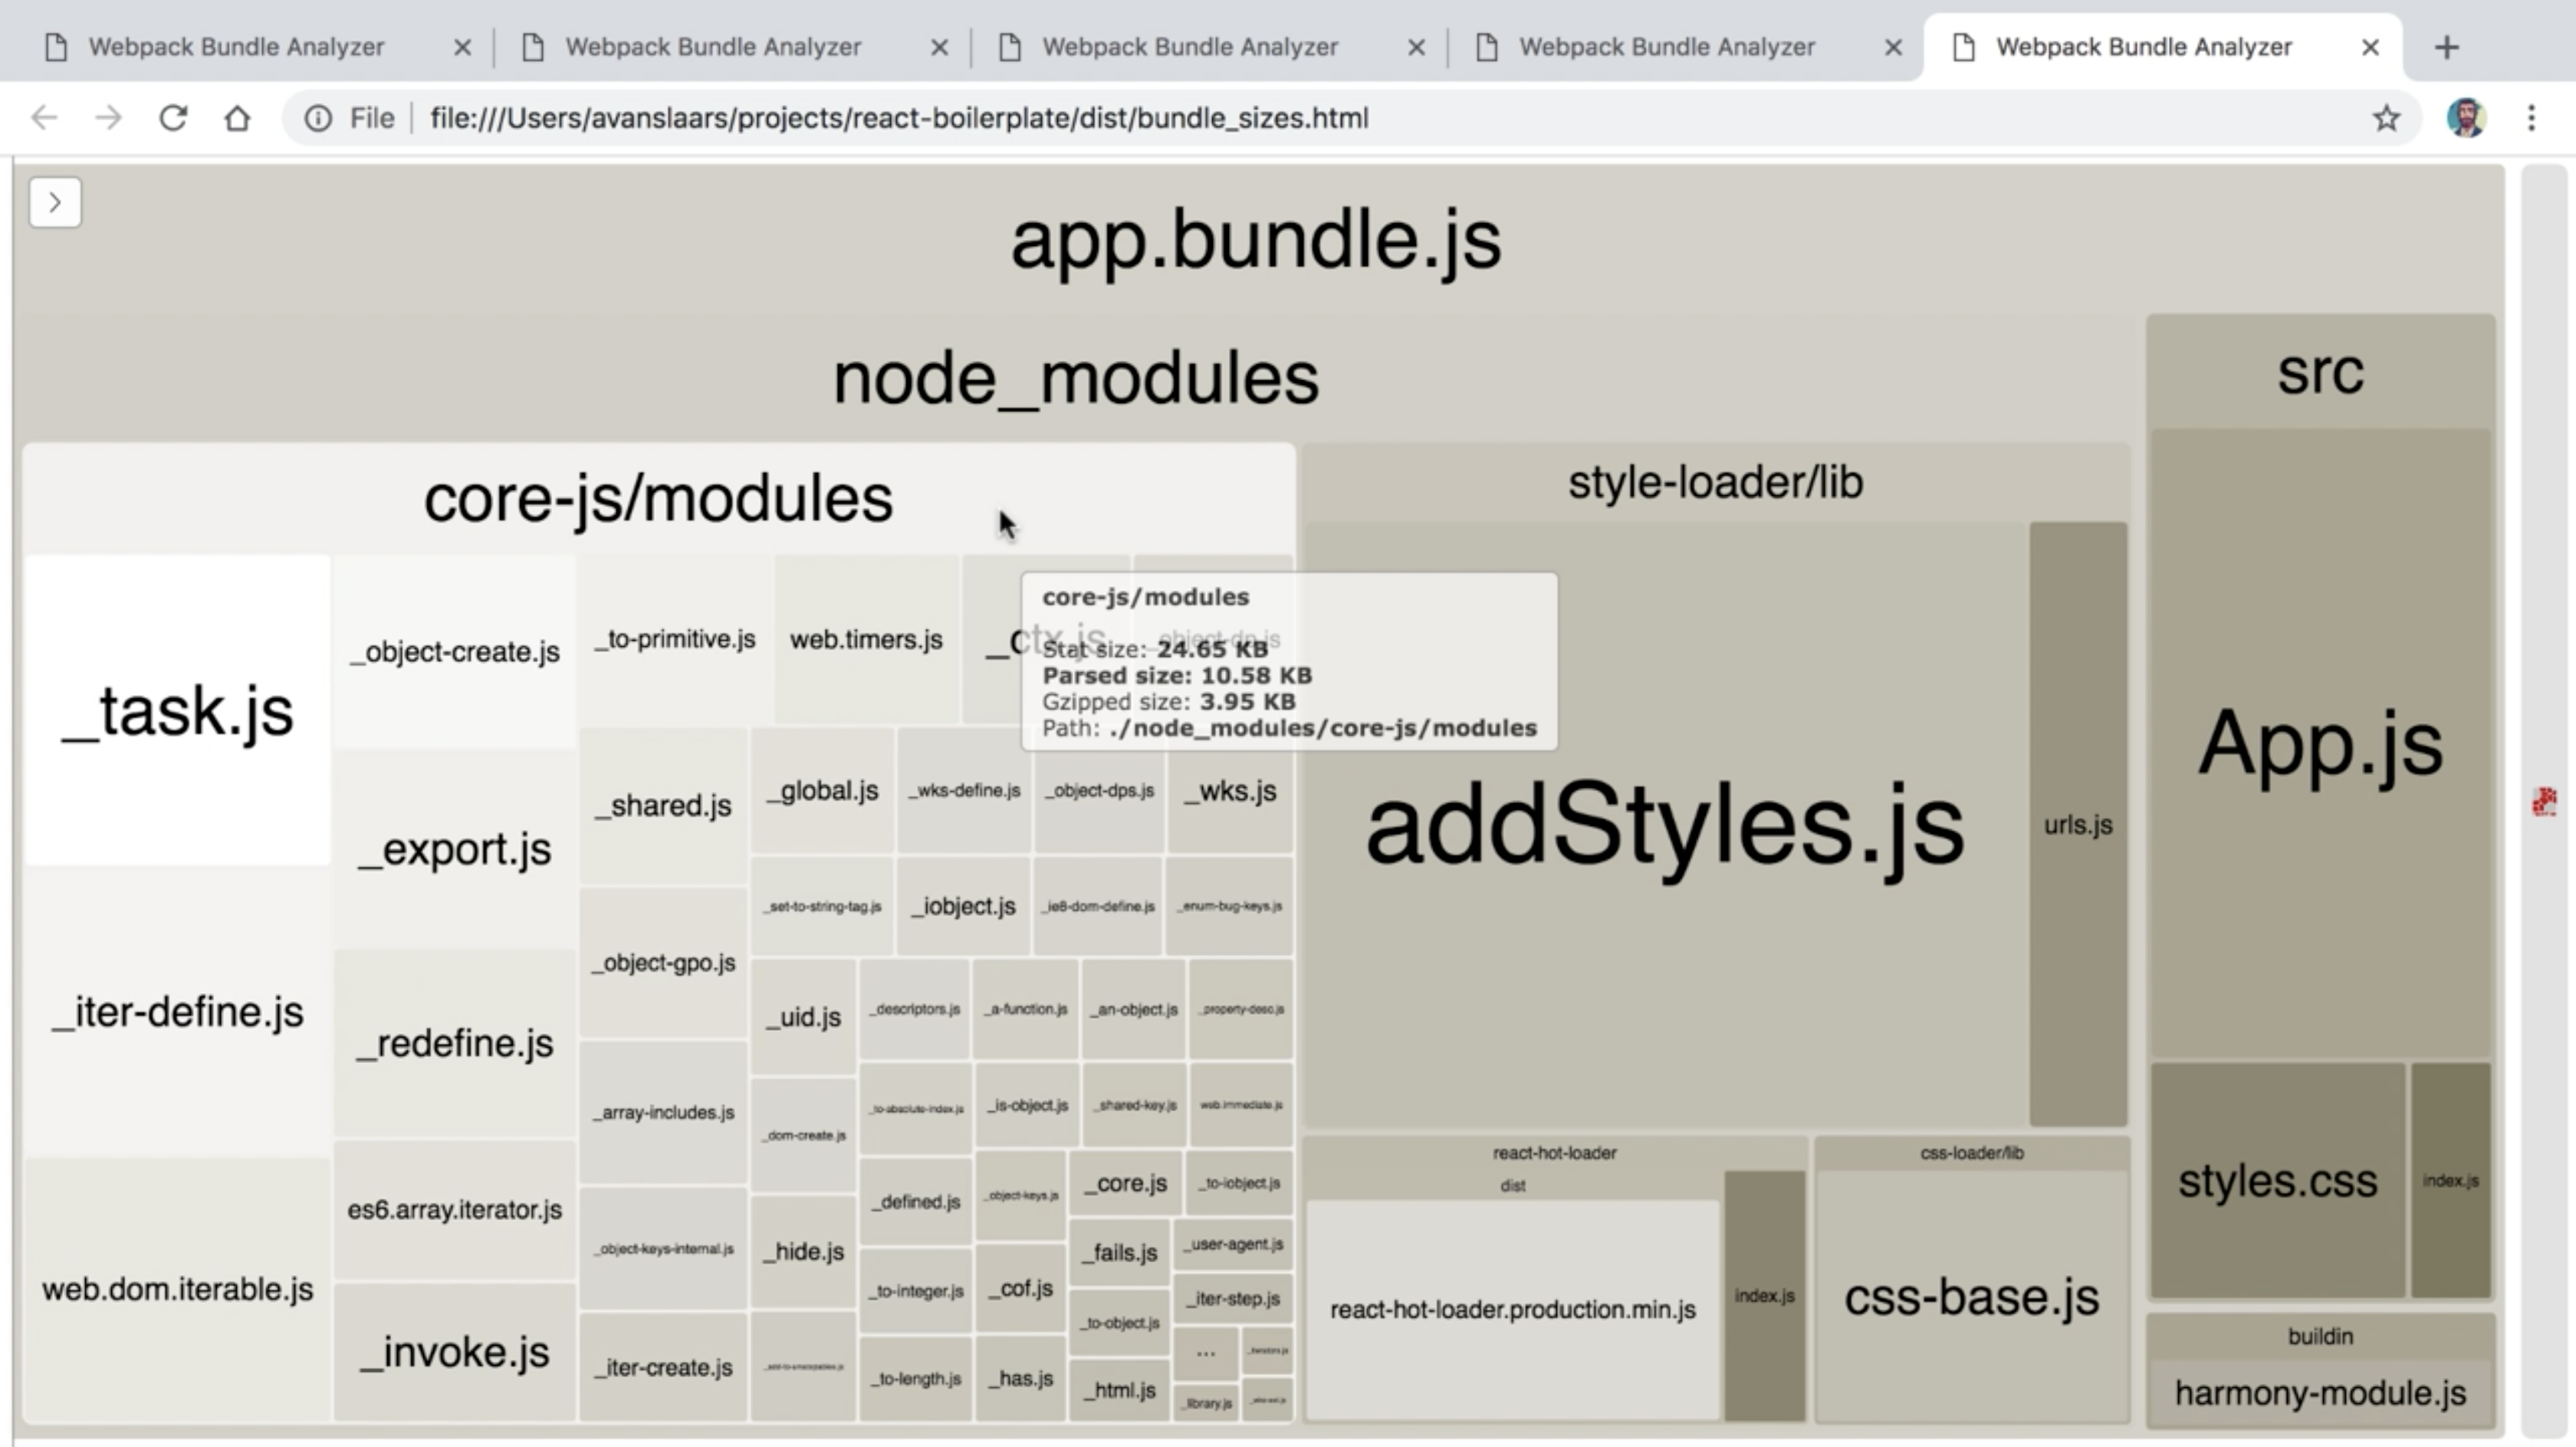 Webpack Bundle Analyzer
Webpack Bundle Analyzer
Webpack Bundle Analyzer
Webpack Bundle Analyzer
Webpack Bundle Analyzer
File
file:///Users/avanslaars/projects/react-boilerplate/dist/bundle_sizes.html
app.bundle.js
node_modules
src
core-js/modules
style-loader/lib
core-js/modules
Stat size: 24.65 KB
Parsed size: 10.58 KB
Gzipped size: 3.95 KB
Path: ./node_modules/core-js/modules
_task.js
_object-create.js
_to-primitive.js
web.timers.js
_ctx.js
_object-dp.js
_shared.js
_global.js
_wks-define.js
_object-dps.js
_wks.js
_export.js
_set-to-string-tag.js
_iobject.js
_ie8-dom-define.js
_enum-bug-keys.js
_iter-define.js
_object-gpo.js
_redefine.js
_uid.js
_descriptors.js
_a-function.js
_an-object.js
_property-desc.js
_array-includes.js
_dom-create.js
_to-absolute-index.js
_is-object.js
_shared-key.js
web.immediate.js
es6.array.iterator.js
_object-keys-internal.js
_hide.js
_defined.js
_object-keys.js
_core.js
_to-iobject.js
_fails.js
_user-agent.js
web.dom.iterable.js
_to-integer.js
_cof.js
_iter-step.js
_to-object.js
_invoke.js
_iter-create.js
_to-length.js
_has.js
_html.js
...
_library.js
addStyles.js
urls.js
App.js
react-hot-loader
dist
react-hot-loader.production.min.js
index.js
css-loader/lib
css-base.js
styles.css
index.js
buildin
harmony-module.js